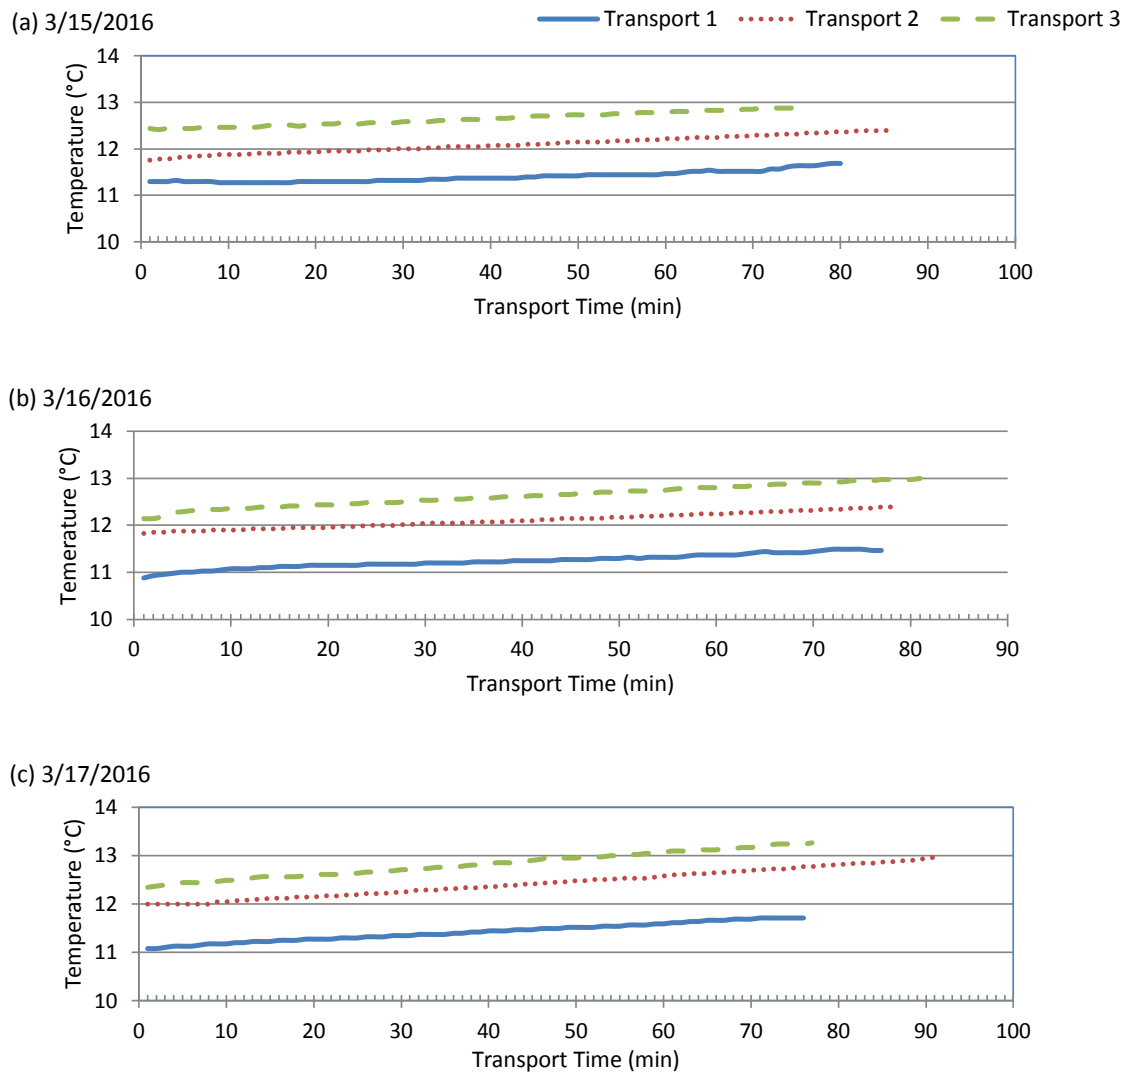 (a) 3/15/2016
Transport 1 Transport 2 Transport 3
14
13
12
11
10
Temperature (°C)
0 10 20 30 40 50 60 70 80 90 100
Transport Time (min)
(b) 3/16/2016
14
13
12
11
10
Temerature (°C)
0 10 20 30 40 50 60 70 80 90
Transport Time (min)
(c) 3/17/2016
14
13
12
11
10
Temperature (°C)
0 10 20 30 40 50 60 70 80 90 100
Transport Time (min)